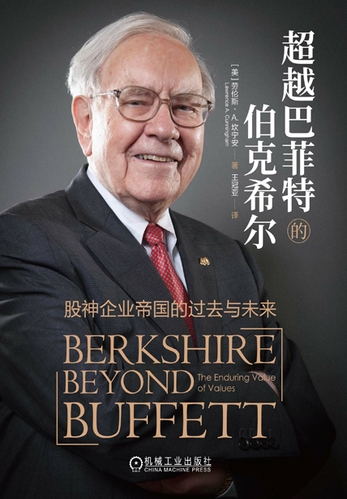 超越巴菲特的
伯克希尔
[美] 劳伦斯·A.坎宁安 著
Lawrence A. Cunningham
王冠亚 译
股神企业帝国的过去与未来
BERKSHIRE
BEYOND
The Enduring Value
of Values
BUFFETT
机械工业出版社
CHINA MACHINE PRESS